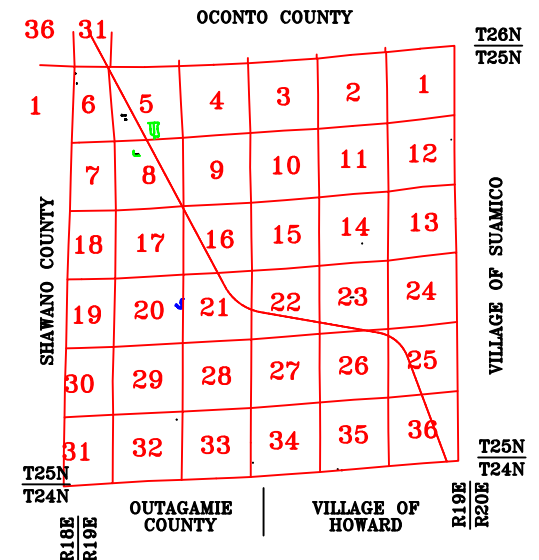 OCONTO COUNTY
36 31
T26N
T25N
1 6 5 4 3 2 1
7 8 9 10 11 12
18 17 16 15 14 13
19 20 21 22 23 24
30 29 28 27 26 25
31 32 33 34 35 36
SHAWANO COUNTY
VILLAGE OF SUAMICO
T25N
T24N
T25N
T24N
R18E
R19E
OUTAGAMIE
COUNTY
VILLAGE OF
HOWARD
R19E
R20E